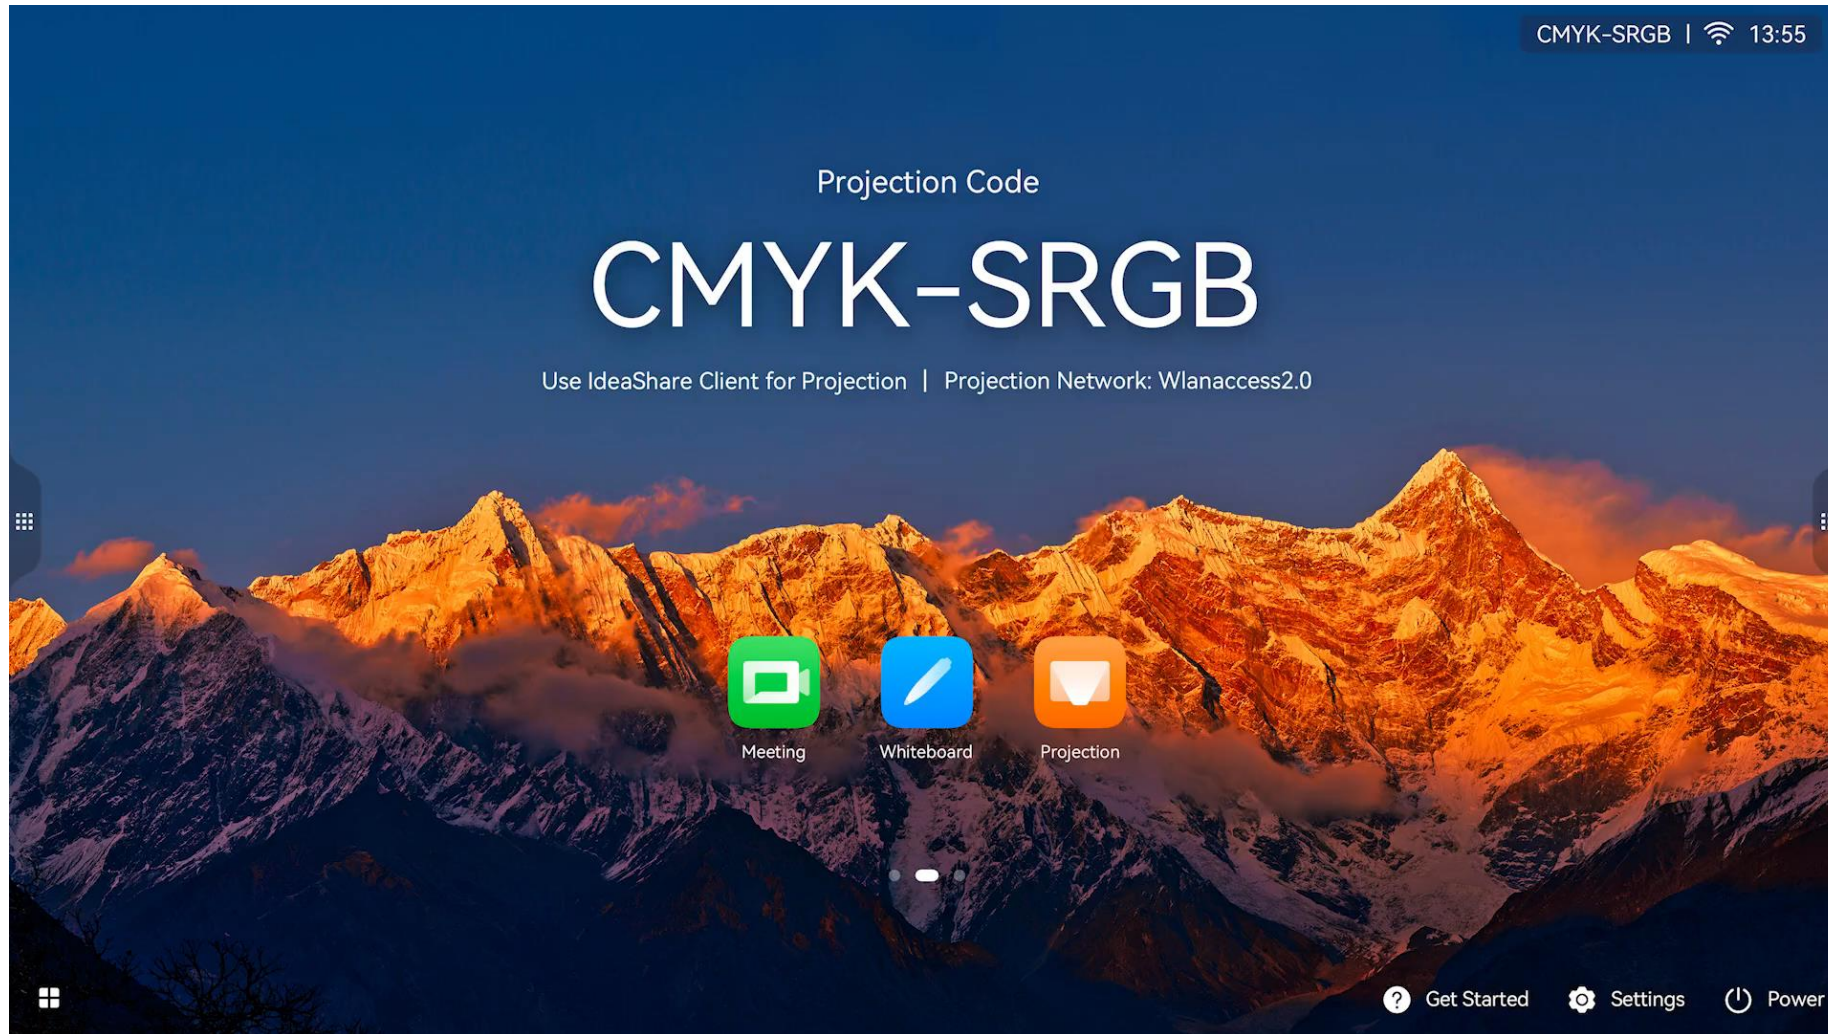 CMYK-SRGB | 13:55
Projection Code
CMYK-SRGB
Use IdeaShare Client for Projection | Projection Network: Wlanaccess2.0
Meeting Whiteboard Projection
? Get Started Settings Power